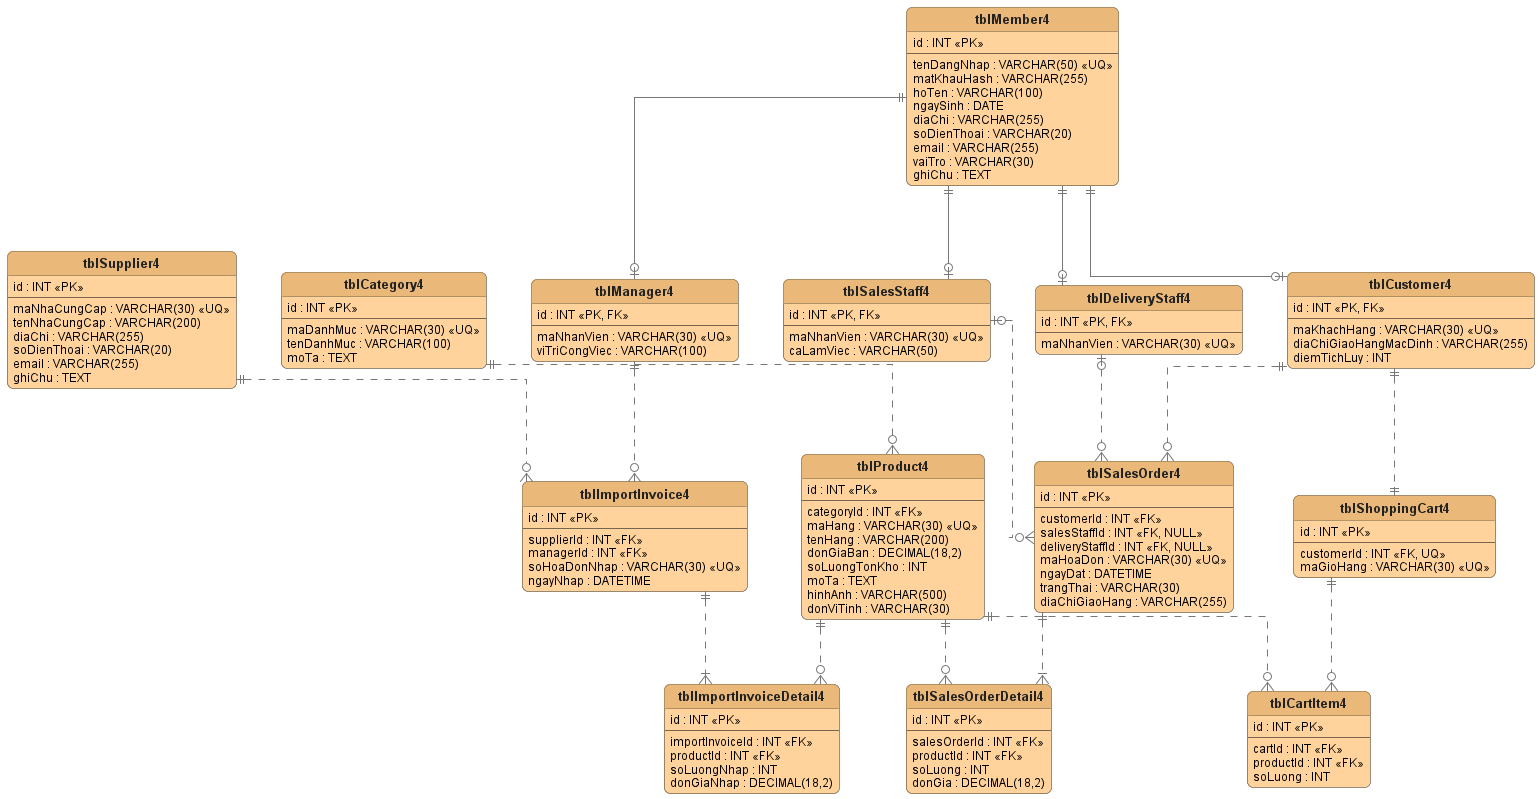 tblMember4
id : INT «PK»
tenDangNhap : VARCHAR(50) «UQ»
matKhauHash : VARCHAR(255)
hoTen : VARCHAR(100)
ngaySinh : DATE
diaChi : VARCHAR(255)
soDienThoai : VARCHAR(20)
email : VARCHAR(255)
vaiTro : VARCHAR(30)
ghiChu : TEXT
tblSupplier4
id : INT «PK»
maNhaCungCap : VARCHAR(30) «UQ»
tenNhaCungCap : VARCHAR(200)
diaChi : VARCHAR(255)
soDienThoai : VARCHAR(20)
email : VARCHAR(255)
ghiChu : TEXT
tblCategory4
id : INT «PK»
maDanhMuc : VARCHAR(30) «UQ»
tenDanhMuc : VARCHAR(100)
moTa : TEXT
tblManager4
id : INT «PK, FK»
maNhanVien : VARCHAR(30) «UQ»
viTriCongViec : VARCHAR(100)
tblSalesStaff4
id : INT «PK, FK»
maNhanVien : VARCHAR(30) «UQ»
caLamViec : VARCHAR(50)
tblDeliveryStaff4
id : INT «PK, FK»
maNhanVien : VARCHAR(30) «UQ»
tblCustomer4
id : INT «PK, FK»
maKhachHang : VARCHAR(30) «UQ»
diaChiGiaoHangMacDinh : VARCHAR(255)
diemTichLuy : INT
tblImportInvoice4
id : INT «PK»
supplierId : INT «FK»
managerId : INT «FK»
soHoaDonNhap : VARCHAR(30) «UQ»
ngayNhap : DATETIME
tblProduct4
id : INT «PK»
categoryId : INT «FK»
maHang : VARCHAR(30) «UQ»
tenHang : VARCHAR(200)
donGiaBan : DECIMAL(18,2)
soLuongTonKho : INT
moTa : TEXT
hinhAnh : VARCHAR(500)
donViTinh : VARCHAR(30)
tblSalesOrder4
id : INT «PK»
customerId : INT «FK»
salesStaffId : INT «FK, NULL»
deliveryStaffId : INT «FK, NULL»
maHoaDon : VARCHAR(30) «UQ»
ngayDat : DATETIME
trangThai : VARCHAR(30)
diaChiGiaoHang : VARCHAR(255)
tblShoppingCart4
id : INT «PK»
customerId : INT «FK, UQ»
maGioHang : VARCHAR(30) «UQ»
tblImportInvoiceDetail4
id : INT «PK»
importInvoiceId : INT «FK»
productId : INT «FK»
soLuongNhap : INT
donGiaNhap : DECIMAL(18,2)
tblSalesOrderDetail4
id : INT «PK»
salesOrderId : INT «FK»
productId : INT «FK»
soLuong : INT
donGia : DECIMAL(18,2)
tblCartItem4
id : INT «PK»
cartId : INT «FK»
productId : INT «FK»
soLuong : INT